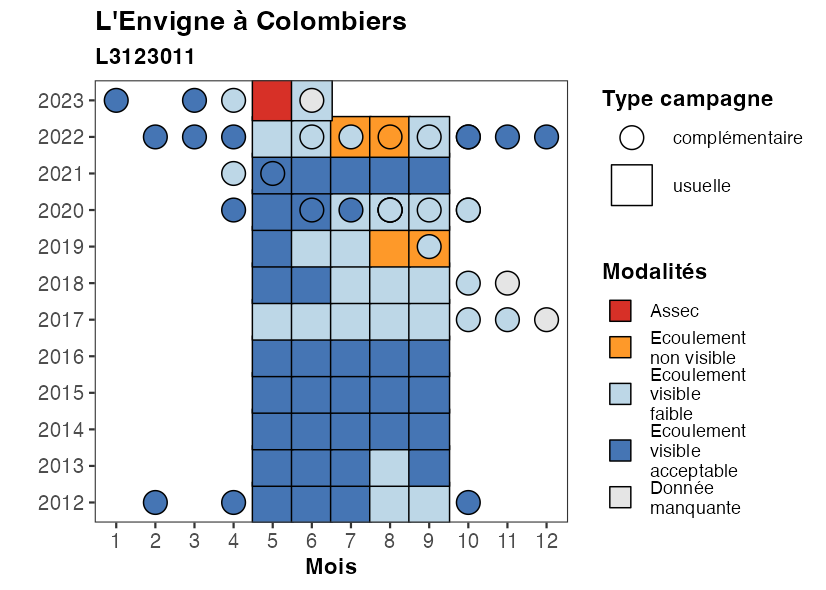 L'Envigne à Colombiers
L3123011
2023
2022
2021
2020
2019
2018
2017
2016
2015
2014
2013
2012
1 2 3 4 5 6 7 8 9 10 11 12
Mois
Type campagne
complémentaire
usuelle
Modalités
Assec
Ecoulement
non visible
Ecoulement
visible
faible
Ecoulement
visible
acceptable
Donnée
manquante